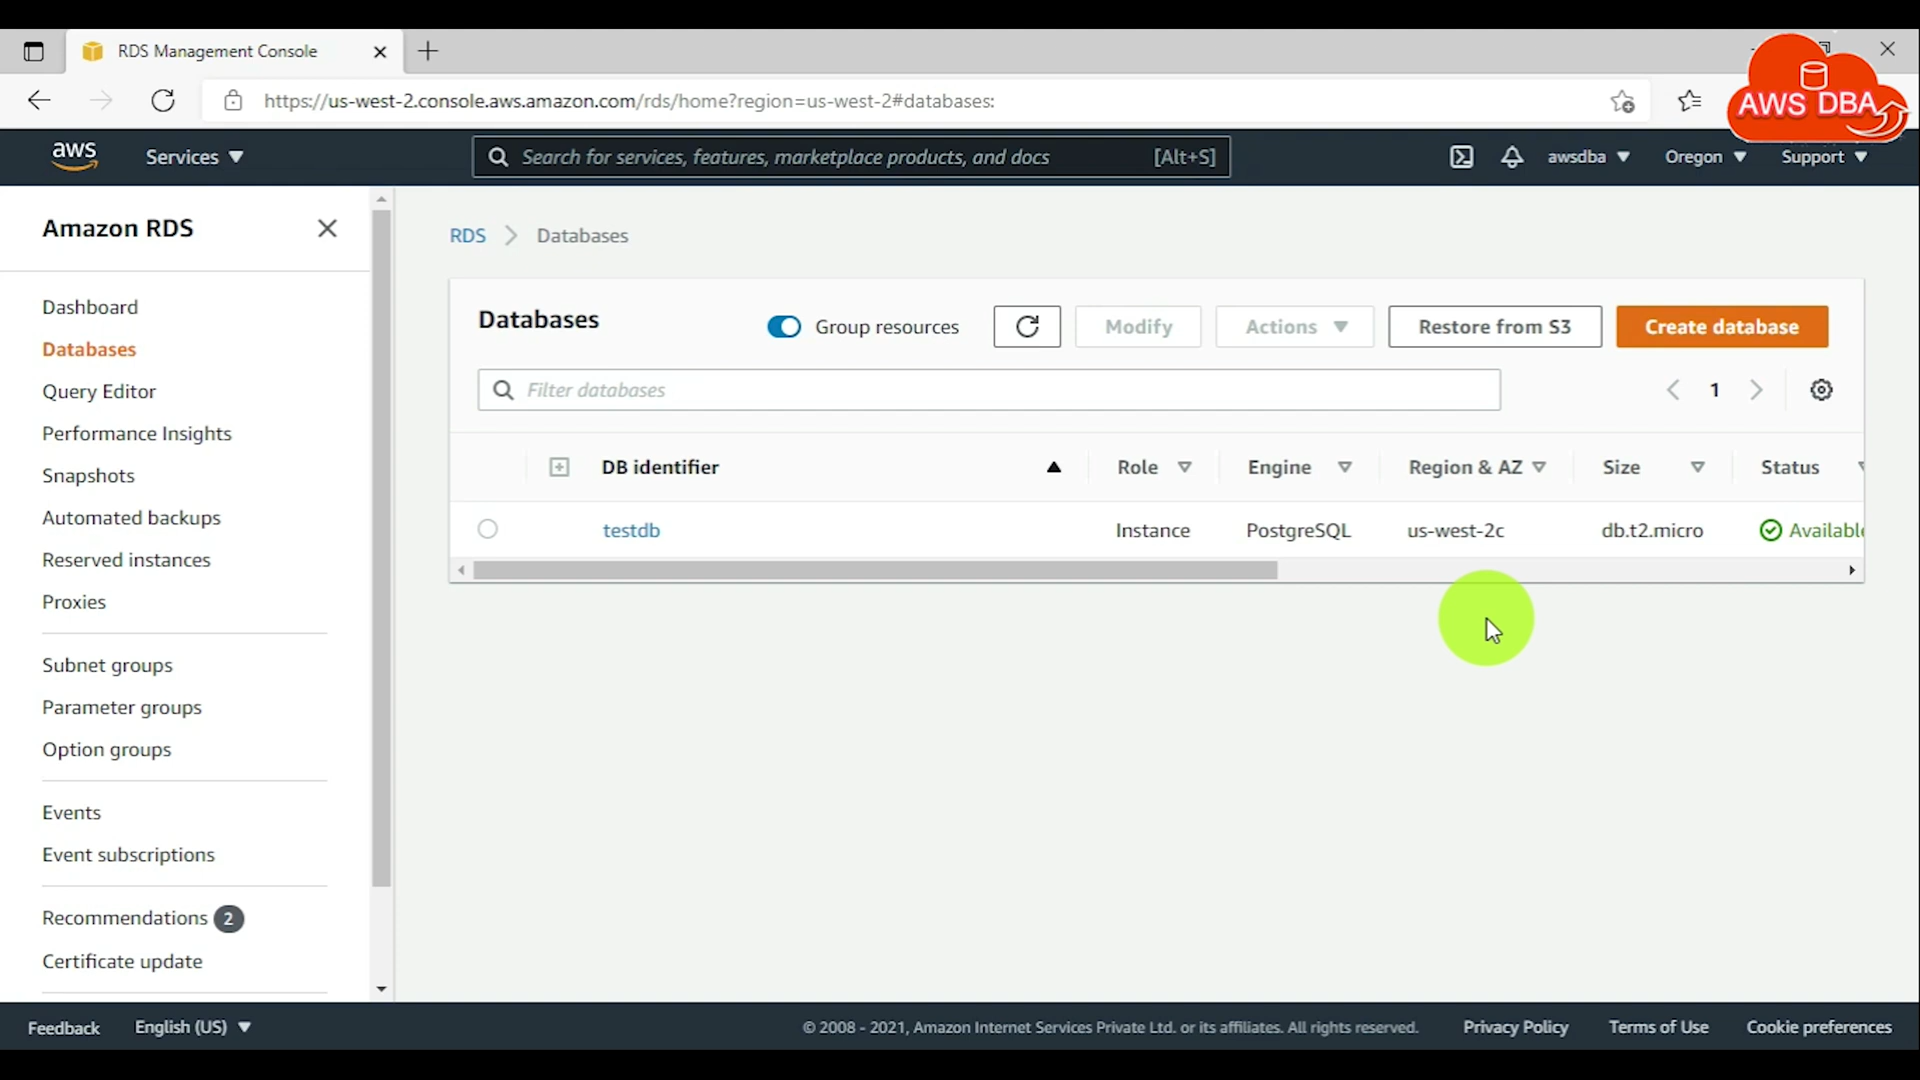 RDS Management Console
AWS DBA
https://us-west-2.console.aws.amazon.com/rds/home?region=us-west-2#databases:
aws
Services
Search for services, features, marketplace products, and docs [Alt+S]
awsdba
Oregon
Support
Amazon RDS
Dashboard
Databases
Query Editor
Performance Insights
Snapshots
Automated backups
Reserved instances
Proxies
Subnet groups
Parameter groups
Option groups
Events
Event subscriptions
Recommendations 2
Certificate update
RDS
Databases
Databases
Group resources
Modify
Actions
Restore from S3
Create database
Filter databases
1
DB identifier Role Engine Region & AZ Size Status
testdb Instance PostgreSQL us-west-2c db.t2.micro Available
Feedback
English (US)
© 2008 - 2021, Amazon Internet Services Private Ltd. or its affiliates. All rights reserved.
Privacy Policy
Terms of Use
Cookie preferences